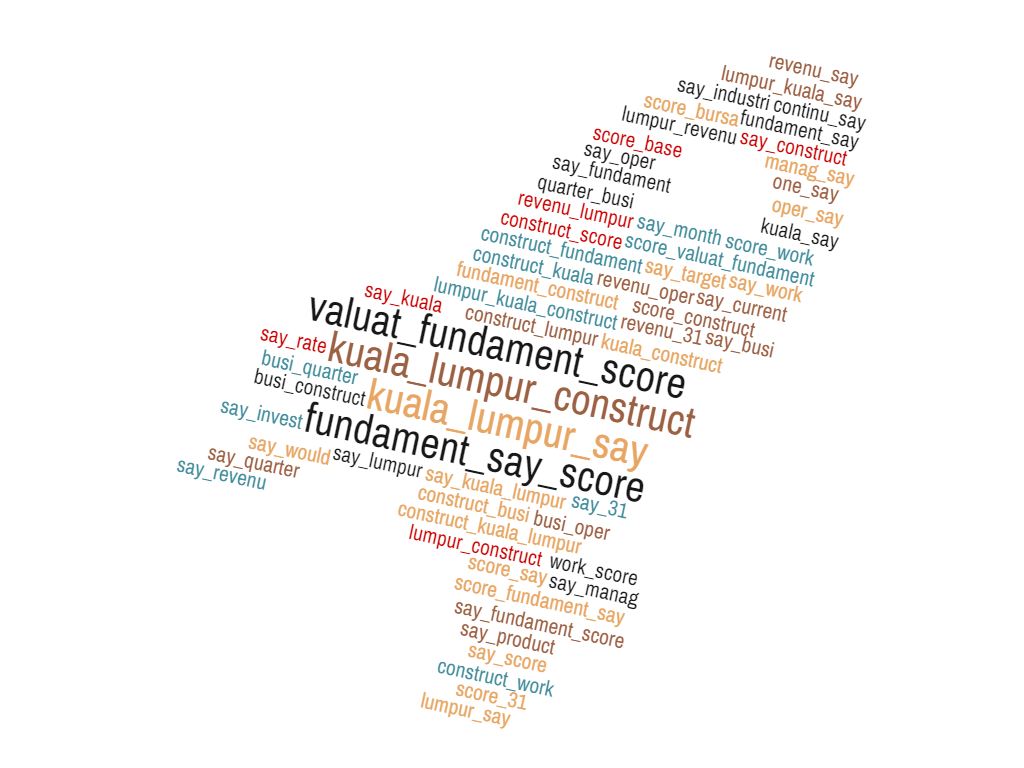 revenu_say
lumpur_kuala_say
say_industri continu_say
score_bursa fundament_say
lumpur_revenu say_construct
score_base manag_say
say_oper one_say
say_fundament
quarter_busi oper_say
revenu_lumpur say_month kuala_say
construct_score score_work
construct_fundament score_valuat_fundament
construct_kuala say_target say_work
fundament_construct revenu_oper say_current
lumpur_kuala_construct score_construct
say_kuala construct_lumpur revenu_31 say_busi
valuat_fundament_score kuala_construct
say_rate kuala_lumpur_construct
busi_quarter
busi_construct kuala_lumpur_say
say_invest fundament_say_score
say_would say_lumpur
say_quarter say_kuala_lumpur say_31
say_revenu construct_busi busi_oper
construct_kuala_lumpur
lumpur_construct work_score
score_say say_manag
score_fundament_say
say_fundament_score
say_product
say_score
construct_work
score_31
lumpur_say